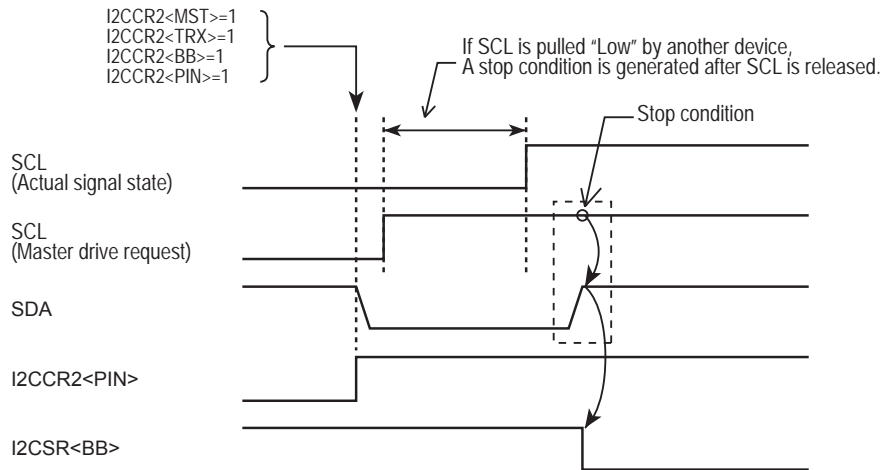 I2CCR2<MST>=1
I2CCR2<TRX>=1
I2CCR2<BB>=1
I2CCR2<PIN>=1
If SCL is pulled “Low” by another device,
A stop condition is generated after SCL is released.
Stop condition
SCL
(Actual signal state)
SCL
(Master drive request)
SDA
I2CCR2<PIN>
I2CSR<BB>